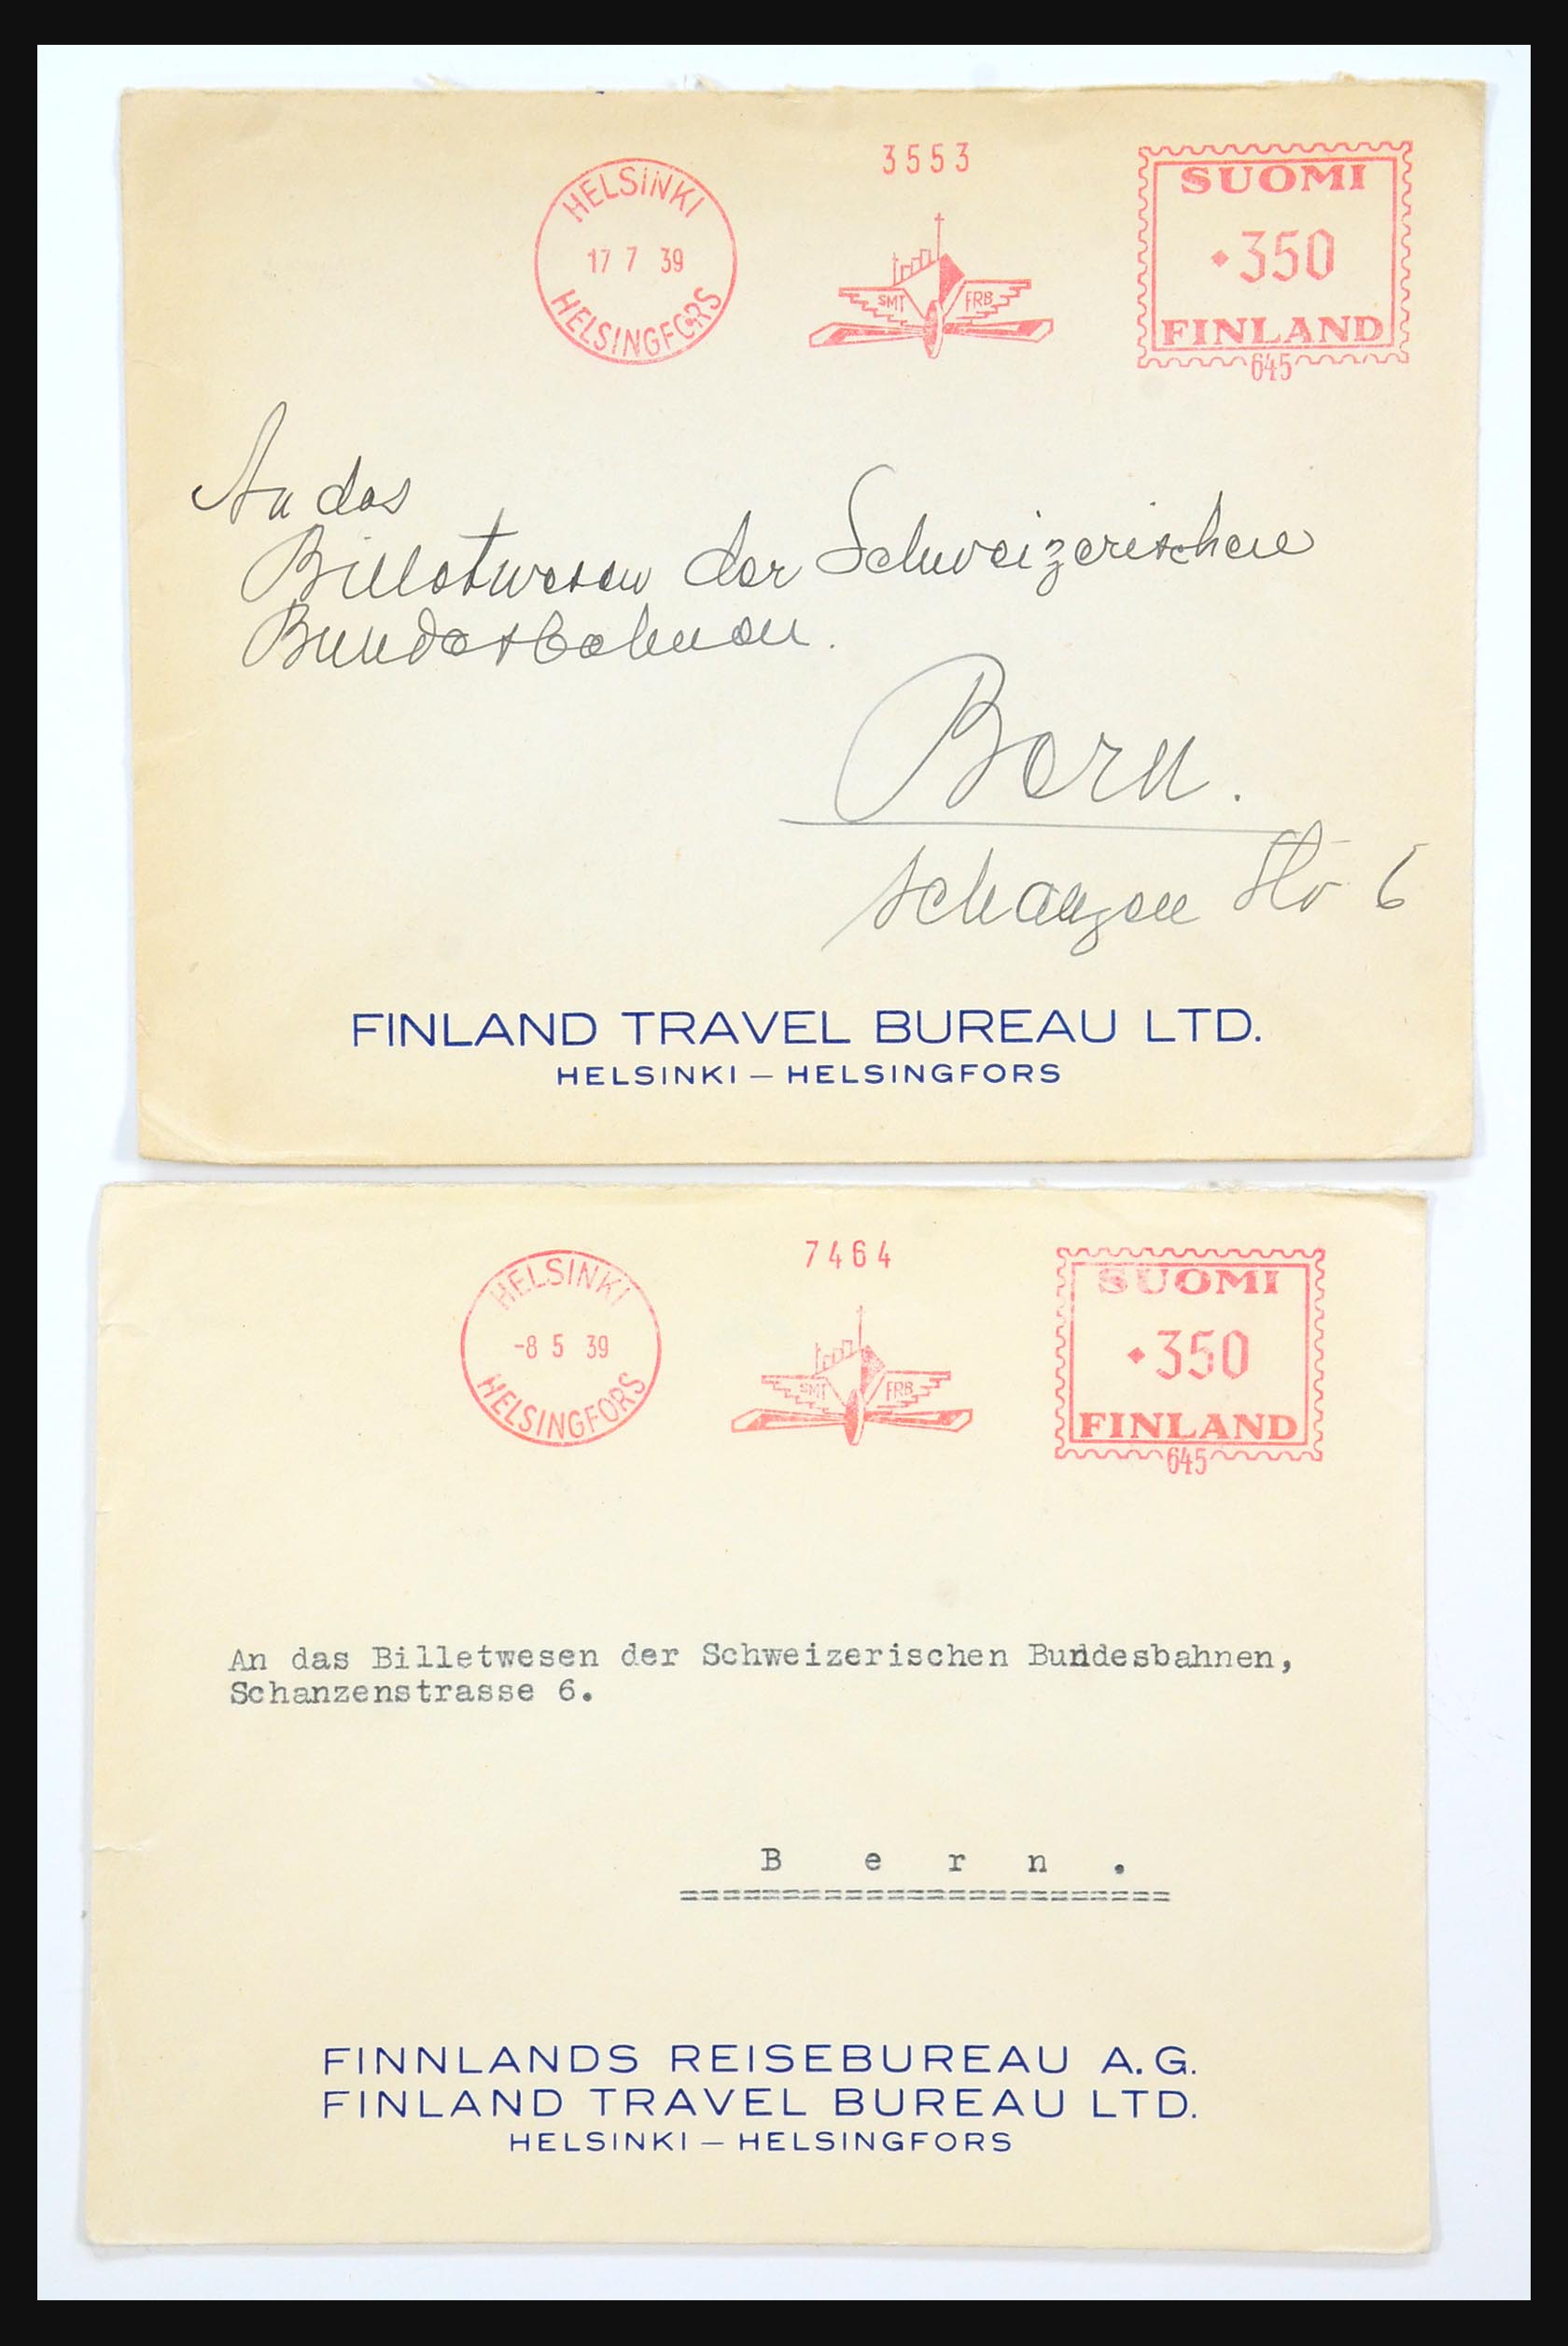 HELSINKI
17 7 39
HELSINGFORS
3553
SMT FRB
SUOMI
350
FINLAND
645
An das
Billetwesen der Schweizerischen
Bundesbahnen.
Bern.
Schanzen Str 6
FINLAND TRAVEL BUREAU LTD.
HELSINKI — HELSINGFORS
HELSINKI
-8 5 39
HELSINGFORS
7464
SMT FRB
SUOMI
350
FINLAND
645
An das Billetwesen der Schweizerischen Bundesbahnen,
Schanzenstrasse 6.
B e r n .
FINNLANDS REISEBUREAU A.G.
FINLAND TRAVEL BUREAU LTD.
HELSINKI — HELSINGFORS